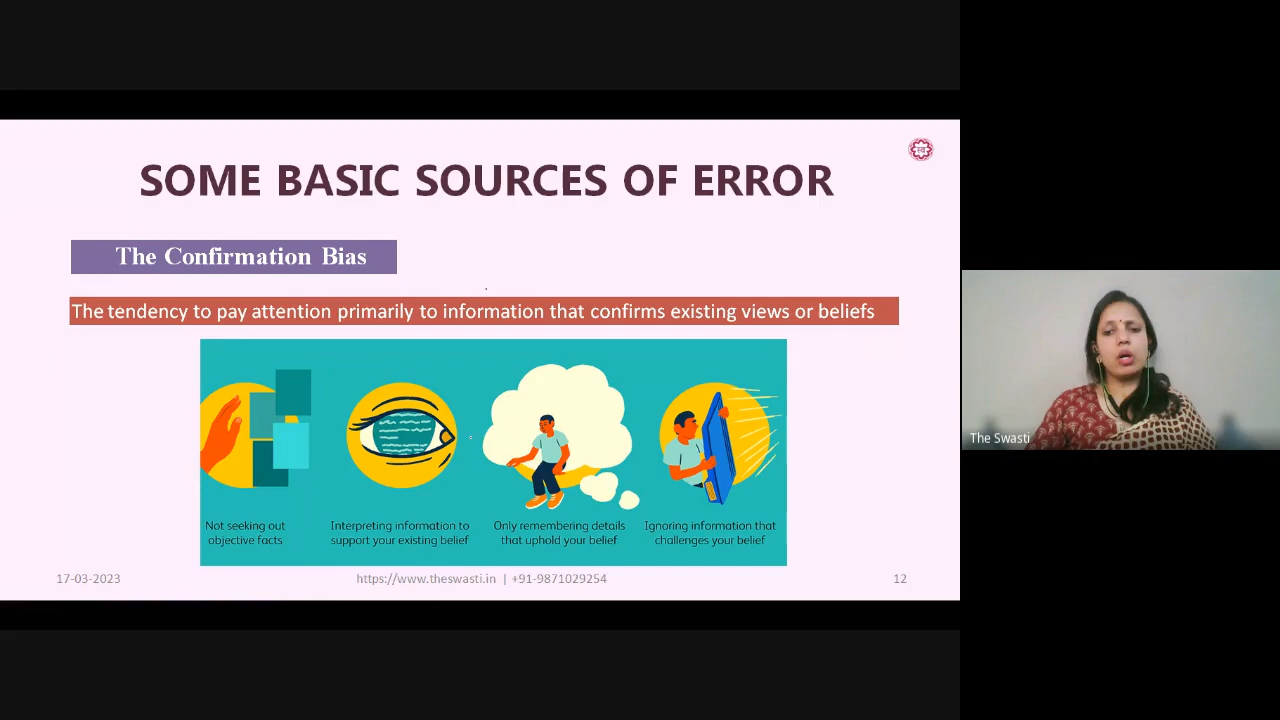 SOME BASIC SOURCES OF ERROR
The Confirmation Bias
The tendency to pay attention primarily to information that confirms existing views or beliefs
Not seeking out
objective facts
Interpreting information to
support your existing belief
Only remembering details
that uphold your belief
Ignoring information that
challenges your belief
17-03-2023
https://www.theswasti.in | +91-9871029254
12
The Swasti